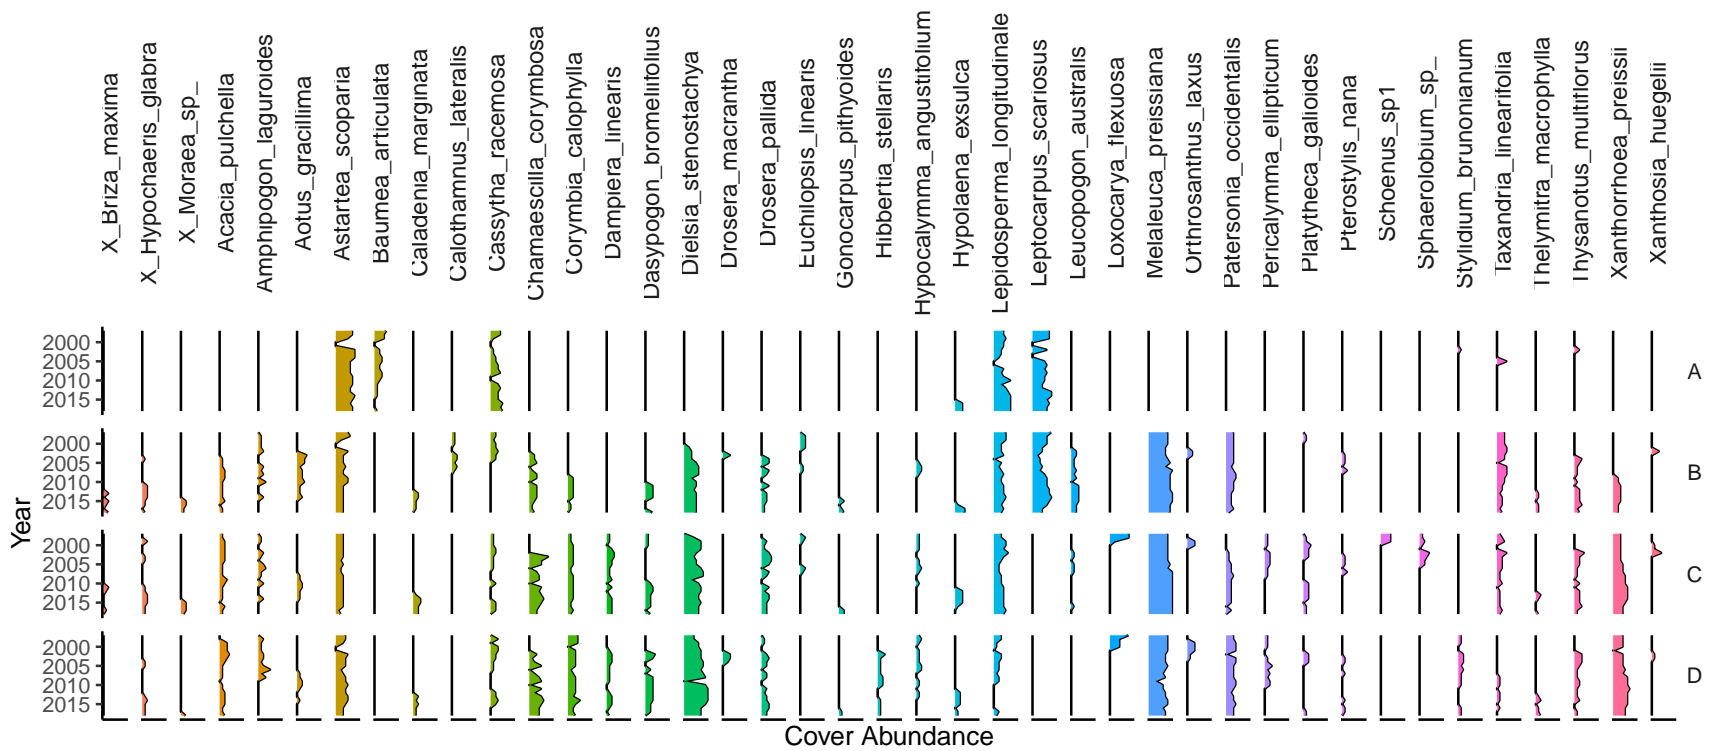 X_Briza_maxima
X_Hypochaeris_glabra
X_Moraea_sp_
Acacia_pulchella
Amphipogon_laguroides
Aotus_gracillima
Astartea_scoparia
Baumea_articulata
Caladenia_marginata
Calothamnus_lateralis
Cassytha_racemosa
Chamaescilla_corymbosa
Corymbia_calophylla
Dampiera_linearis
Dasypogon_bromeliifolius
Dielsia_stenostachya
Drosera_macrantha
Drosera_pallida
Euchilopsis_linearis
Gonocarpus_pithyoides
Hibbertia_stellaris
Hypocalymma_angustifolium
Hypolaena_exsulca
Lepidosperma_longitudinale
Leptocarpus_scariosus
Leucopogon_australis
Loxocarya_flexuosa
Melaleuca_preissiana
Orthrosanthus_laxus
Patersonia_occidentalis
Pericalymma_ellipticum
Platytheca_galioides
Pterostylis_nana
Schoenus_sp1
Sphaerolobium_sp_
Stylidium_brunonianum
Taxandria_linearifolia
Thelymitra_macrophylla
Thysanotus_multiflorus
Xanthorrhoea_preissii
Xanthosia_huegelii
2000
2005
2010
2015
A
2000
2005
2010
2015
B
2000
2005
2010
2015
C
2000
2005
2010
2015
D
Year
Cover Abundance